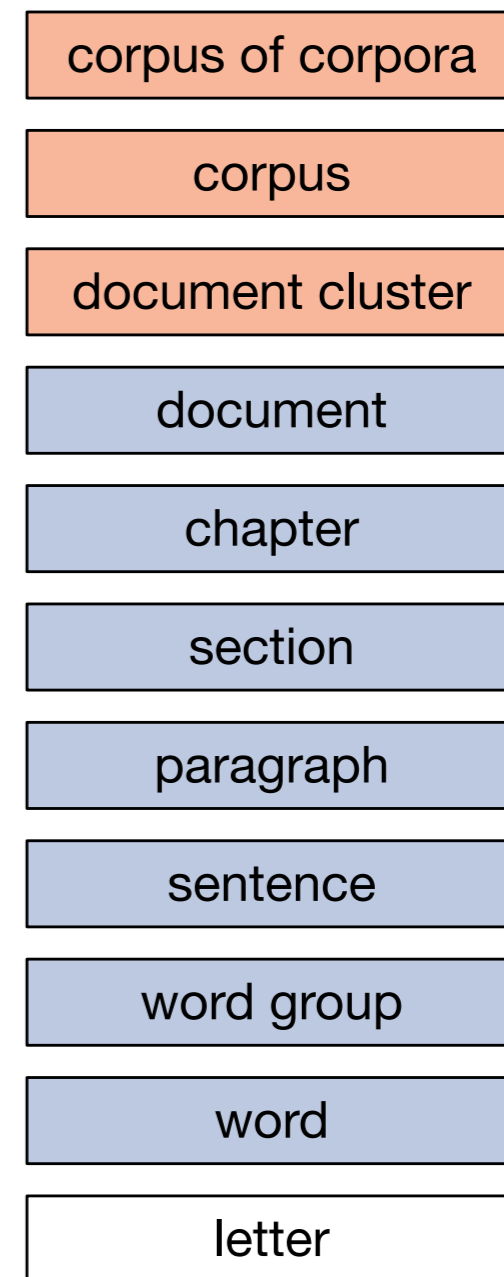 corpus of corpora
corpus
document cluster
document
chapter
section
paragraph
sentence
word group
word
letter